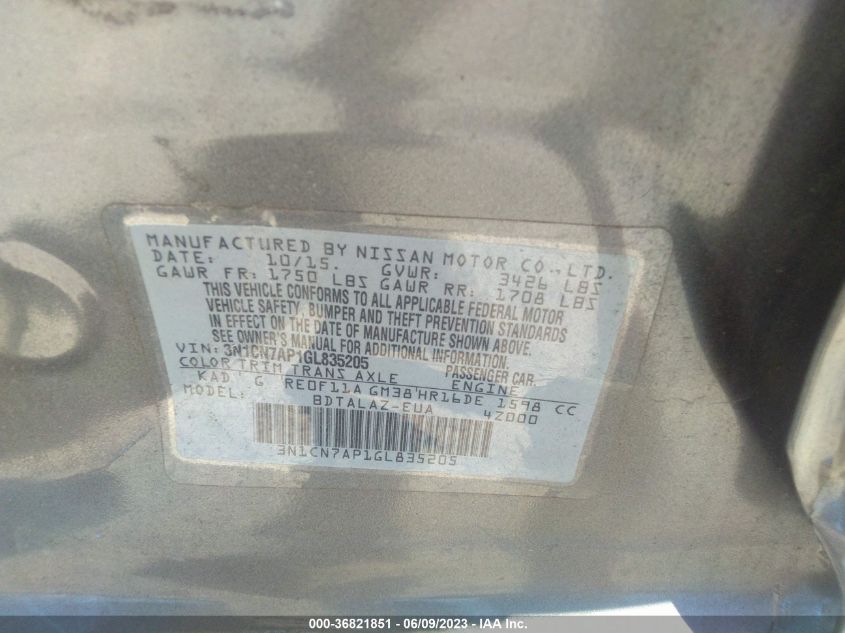 MANUFACTURED BY NISSAN MOTOR CO.,LTD.
DATE: 10/15. GVWR: 3426 LBS
GAWR FR: 1750 LBS GAWR RR: 1708 LBS
THIS VEHICLE CONFORMS TO ALL APPLICABLE FEDERAL MOTOR
VEHICLE SAFETY, BUMPER AND THEFT PREVENTION STANDARDS
IN EFFECT ON THE DATE OF MANUFACTURE SHOWN ABOVE.
SEE OWNER'S MANUAL FOR ADDITIONAL INFORMATION.
VIN: 3N1CN7AP1GL835205 PASSENGER CAR.
COLOR TRIM TRANS AXLE ENGINE
KAD G RE0F11A GM38 HR16DE 1598 CC
MODEL: BDTALAZ-EUA 4Z000
3N1CN7AP1GL835205
000-36821851 - 06/09/2023 - IAA Inc.